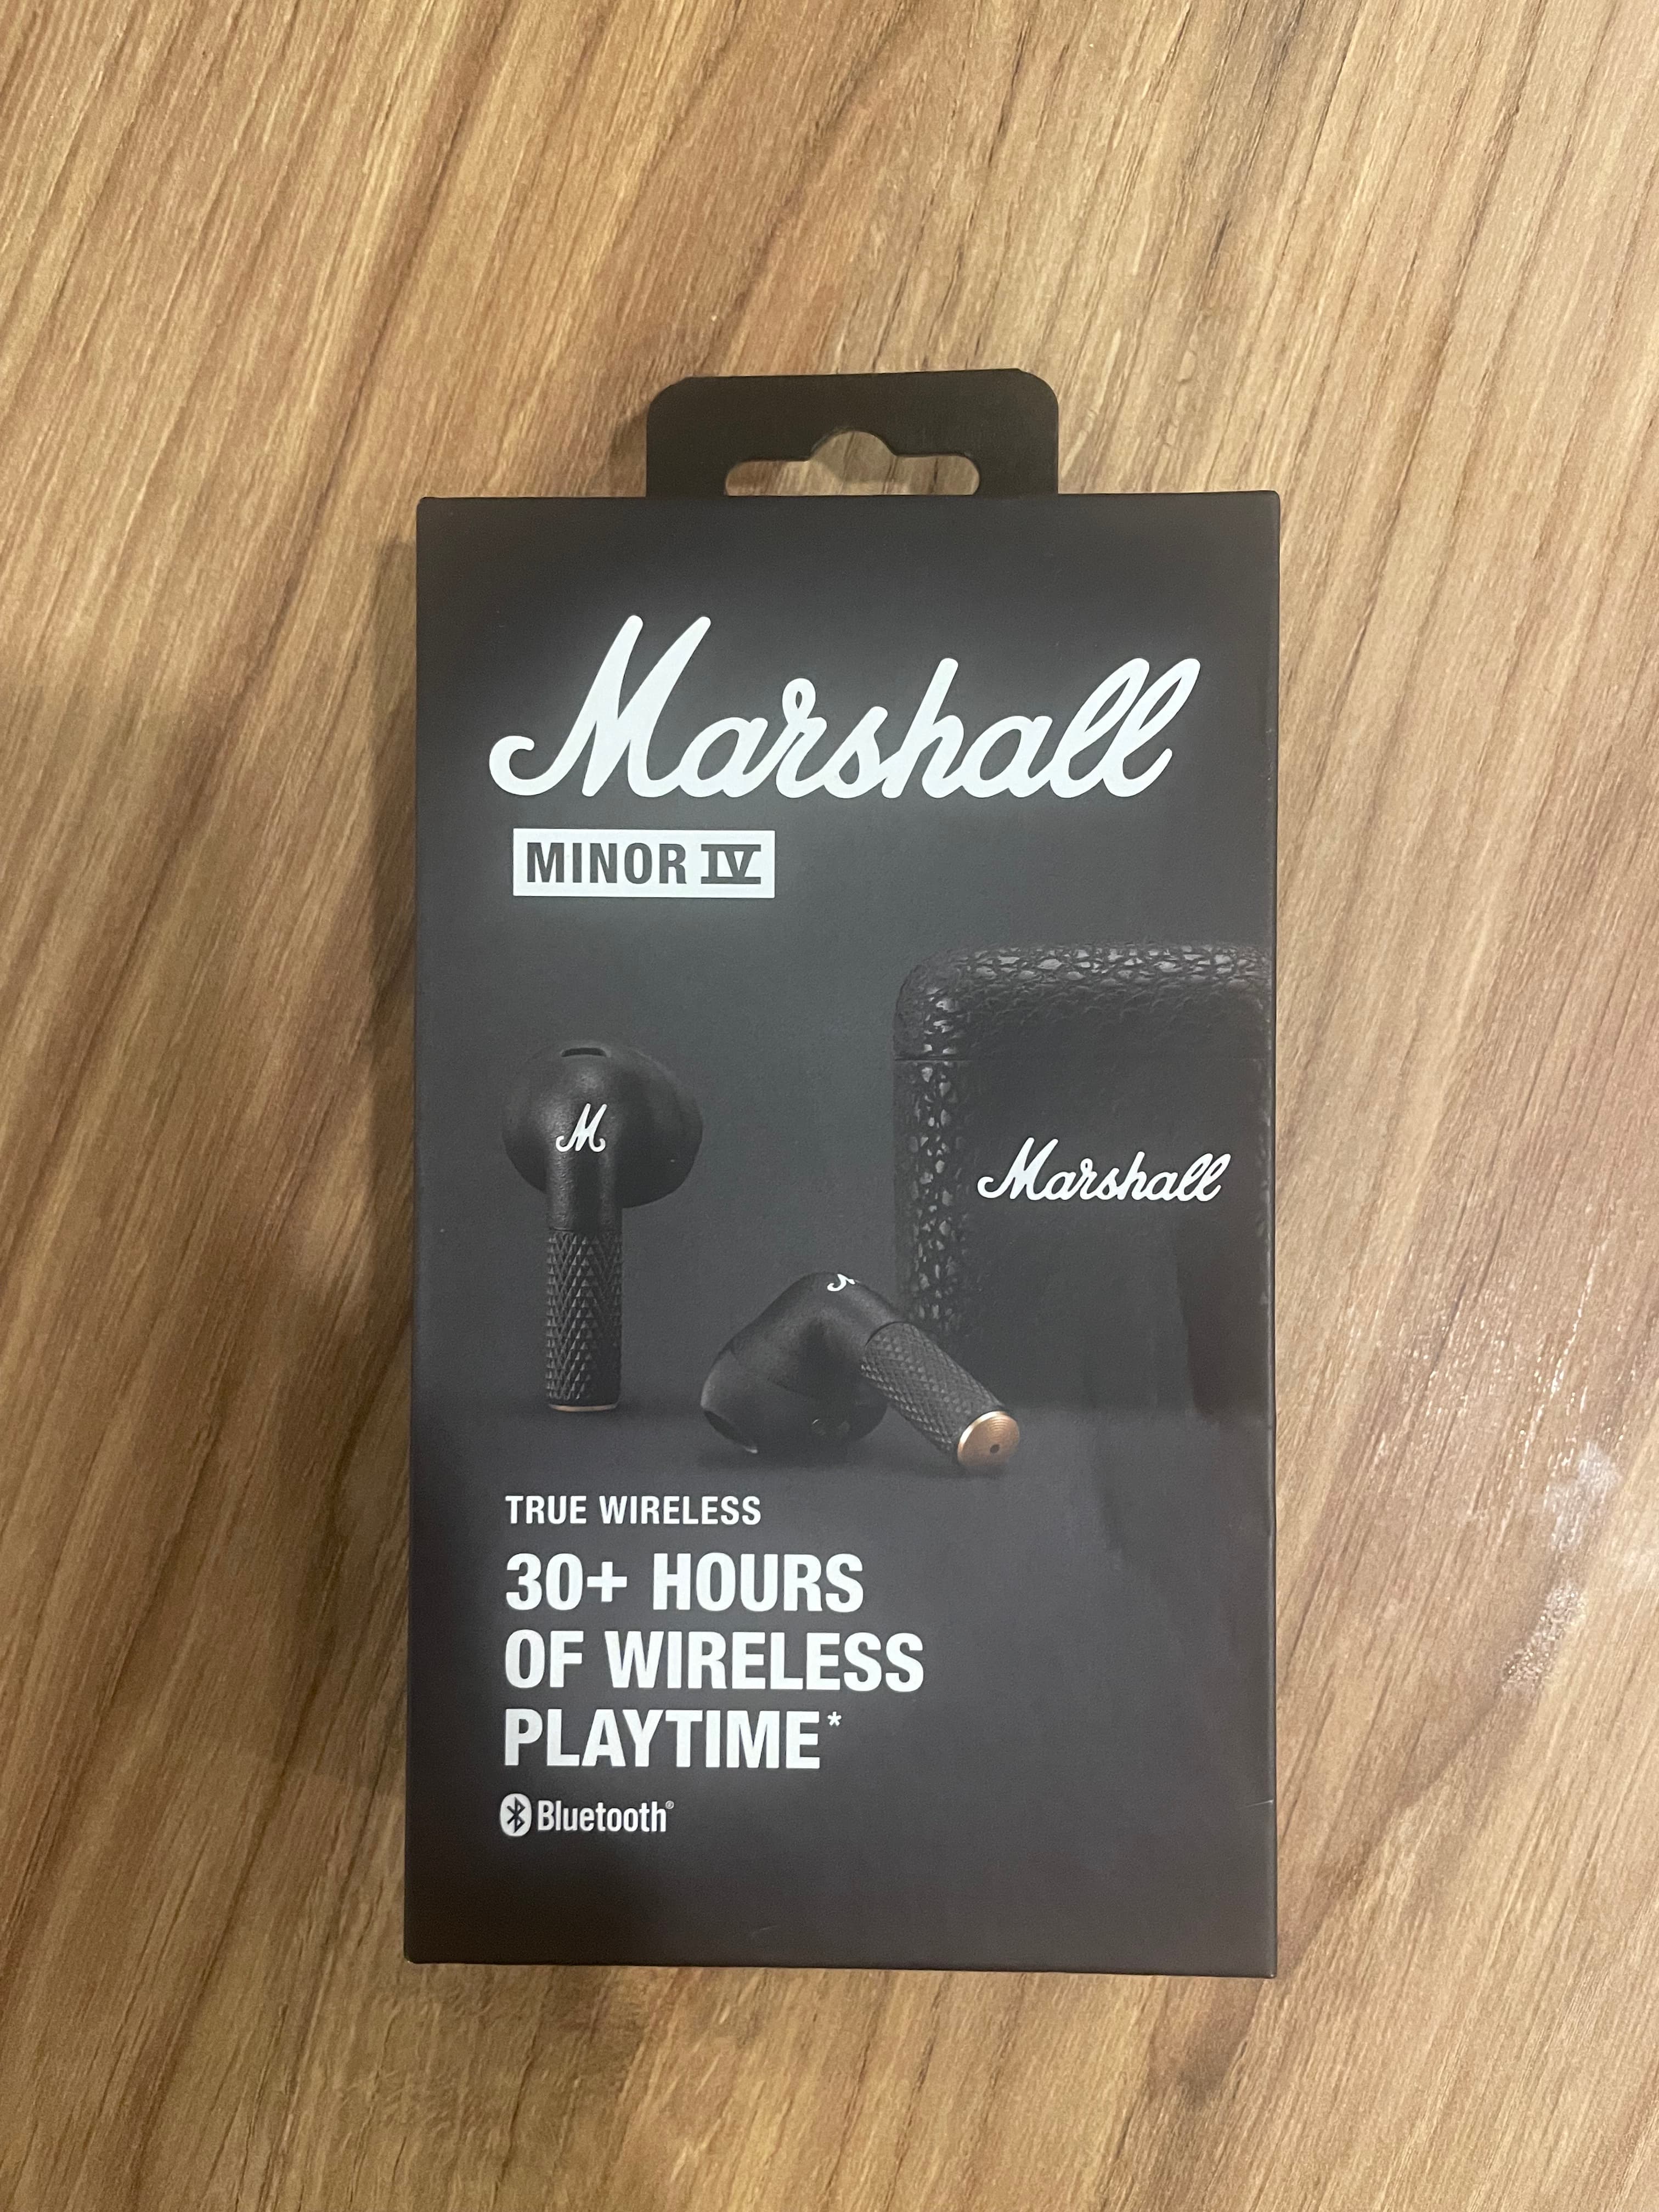 Marshall
MINOR IV
M
Marshall
TRUE WIRELESS
30+ HOURS
OF WIRELESS
PLAYTIME*
Bluetooth®